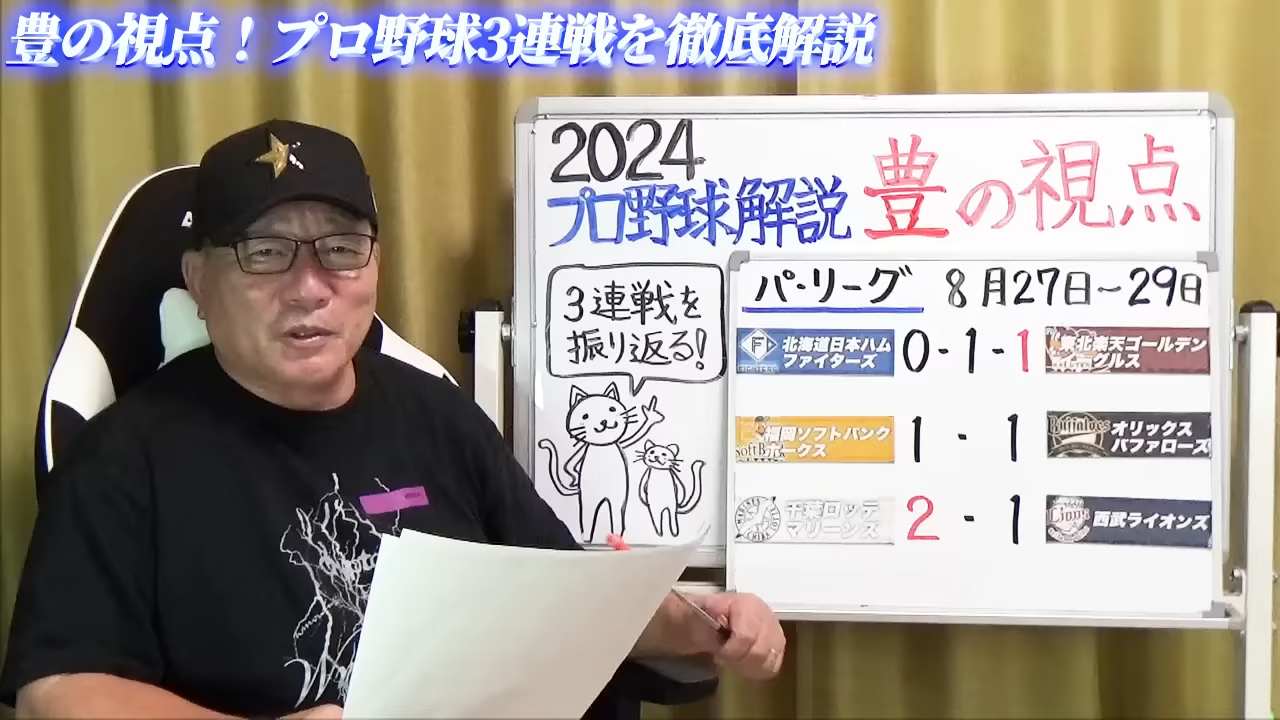 豊の視点！プロ野球3連戦を徹底解説
2024
プロ野球解説 豊の視点
3連戦を
振り返る！
パ・リーグ 8月27日～29日
北海道日本ハム
ファイターズ
0-1-1
東北楽天ゴールデン
イーグルス
福岡ソフトバンク
ホークス
1 - 1
Buffaloes
オリックス
バファローズ
千葉ロッテ
マリーンズ
2 - 1
Lions
西武ライオンズ